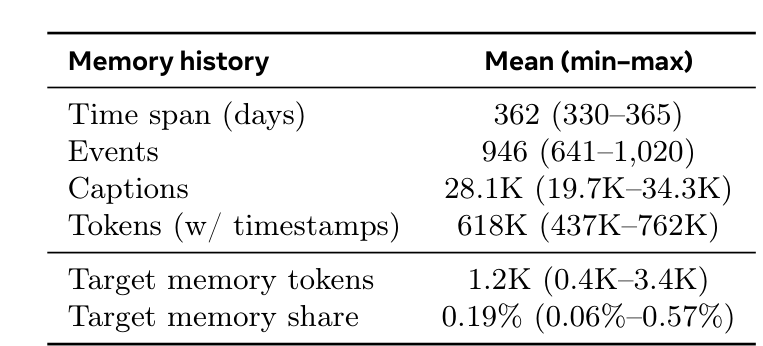 Memory history Mean (min–max)
Time span (days) 362 (330–365)
Events 946 (641–1,020)
Captions 28.1K (19.7K–34.3K)
Tokens (w/ timestamps) 618K (437K–762K)
Target memory tokens 1.2K (0.4K–3.4K)
Target memory share 0.19% (0.06%–0.57%)